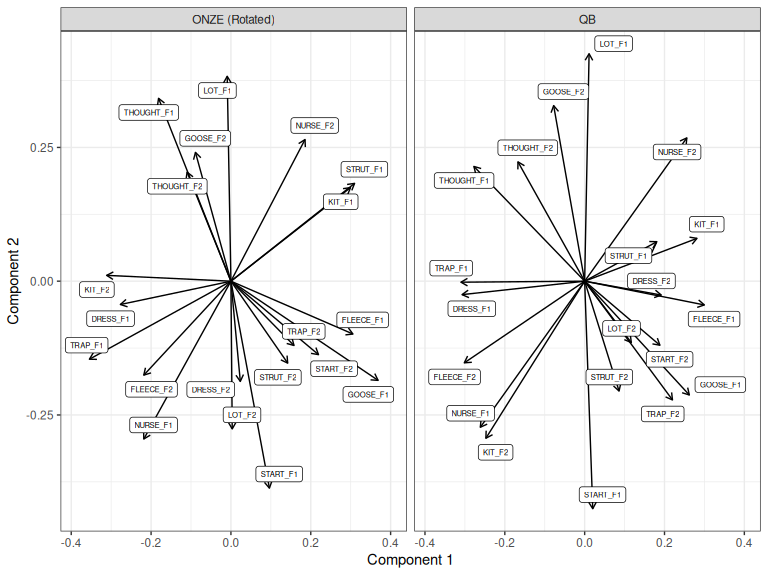 ONZE (Rotated)
QB
LOT_F1
THOUGHT_F1
GOOSE_F2
NURSE_F2
THOUGHT_F2
STRUT_F1
KIT_F1
KIT_F2
DRESS_F1
TRAP_F1
FLEECE_F1
TRAP_F2
START_F2
STRUT_F2
FLEECE_F2
DRESS_F2
GOOSE_F1
LOT_F2
NURSE_F1
START_F1
LOT_F1
GOOSE_F2
THOUGHT_F2
NURSE_F2
THOUGHT_F1
KIT_F1
STRUT_F1
TRAP_F1
DRESS_F2
DRESS_F1
FLEECE_F1
LOT_F2
START_F2
FLEECE_F2
STRUT_F2
GOOSE_F1
NURSE_F1
TRAP_F2
KIT_F2
START_F1
0.25
0.00
-0.25
Component 2
-0.4 -0.2 0.0 0.2 0.4
-0.4 -0.2 0.0 0.2 0.4
Component 1